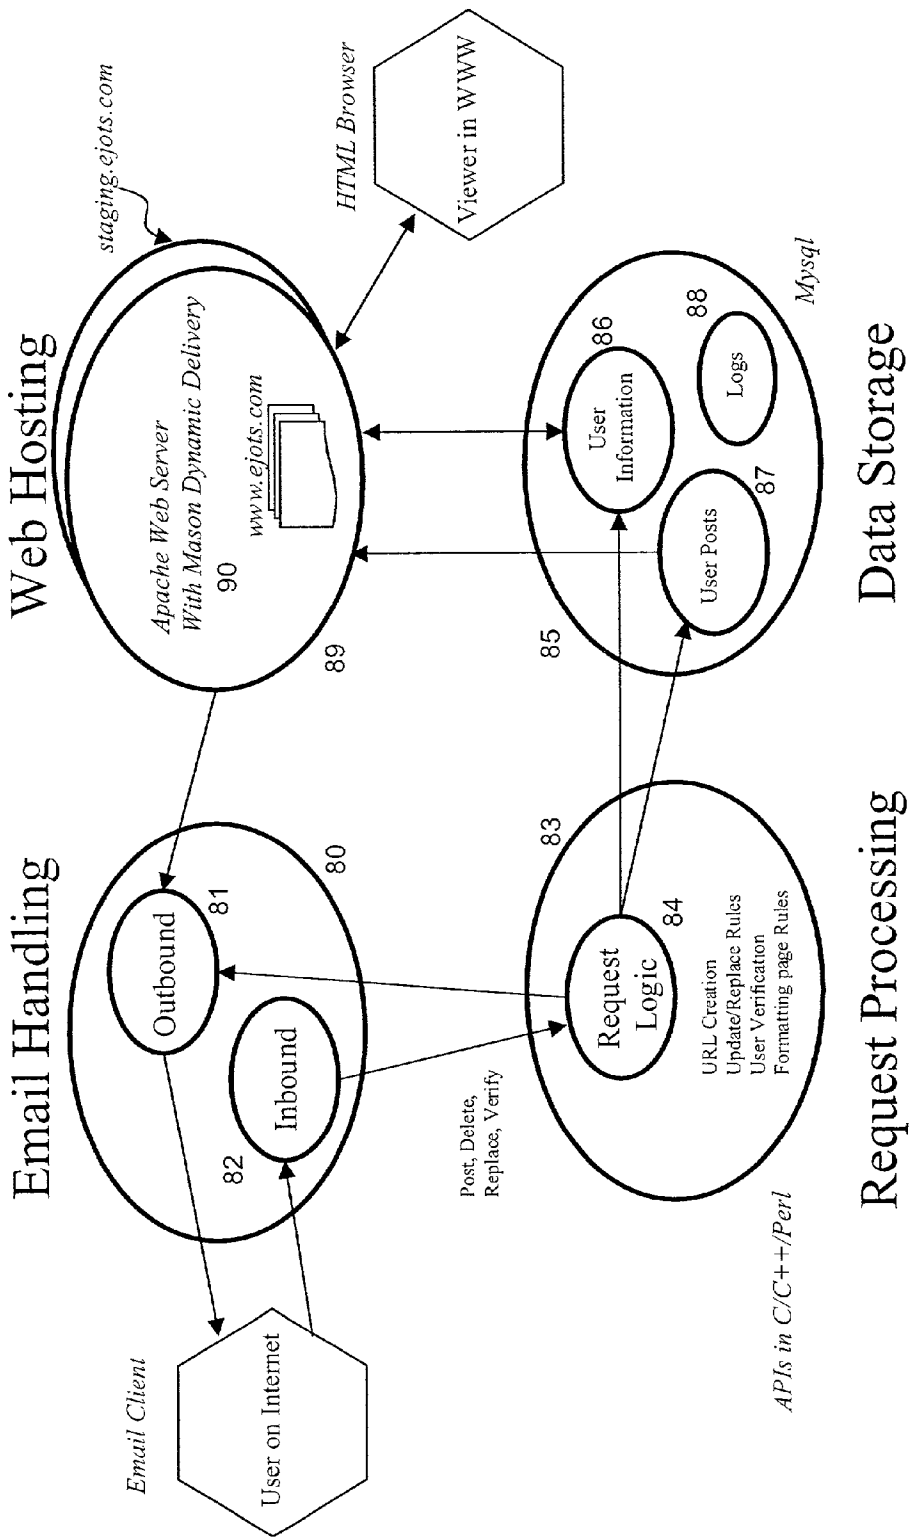 Email Handling
Web Hosting
Email Client
User on Internet
Outbound
81
82
Inbound
80
staging.ejots.com
Apache Web Server
With Mason Dynamic Delivery
90
www.ejots.com
89
HTML Browser
Viewer in WWW
Post, Delete,
Replace, Verify
83
Request
Logic
84
URL Creation
Update/Replace Rules
User Verification
Formatting page Rules
APIs in C/C++/Perl
85
User
Information
86
User Posts
87
Logs
88
Mysql
Request Processing
Data Storage